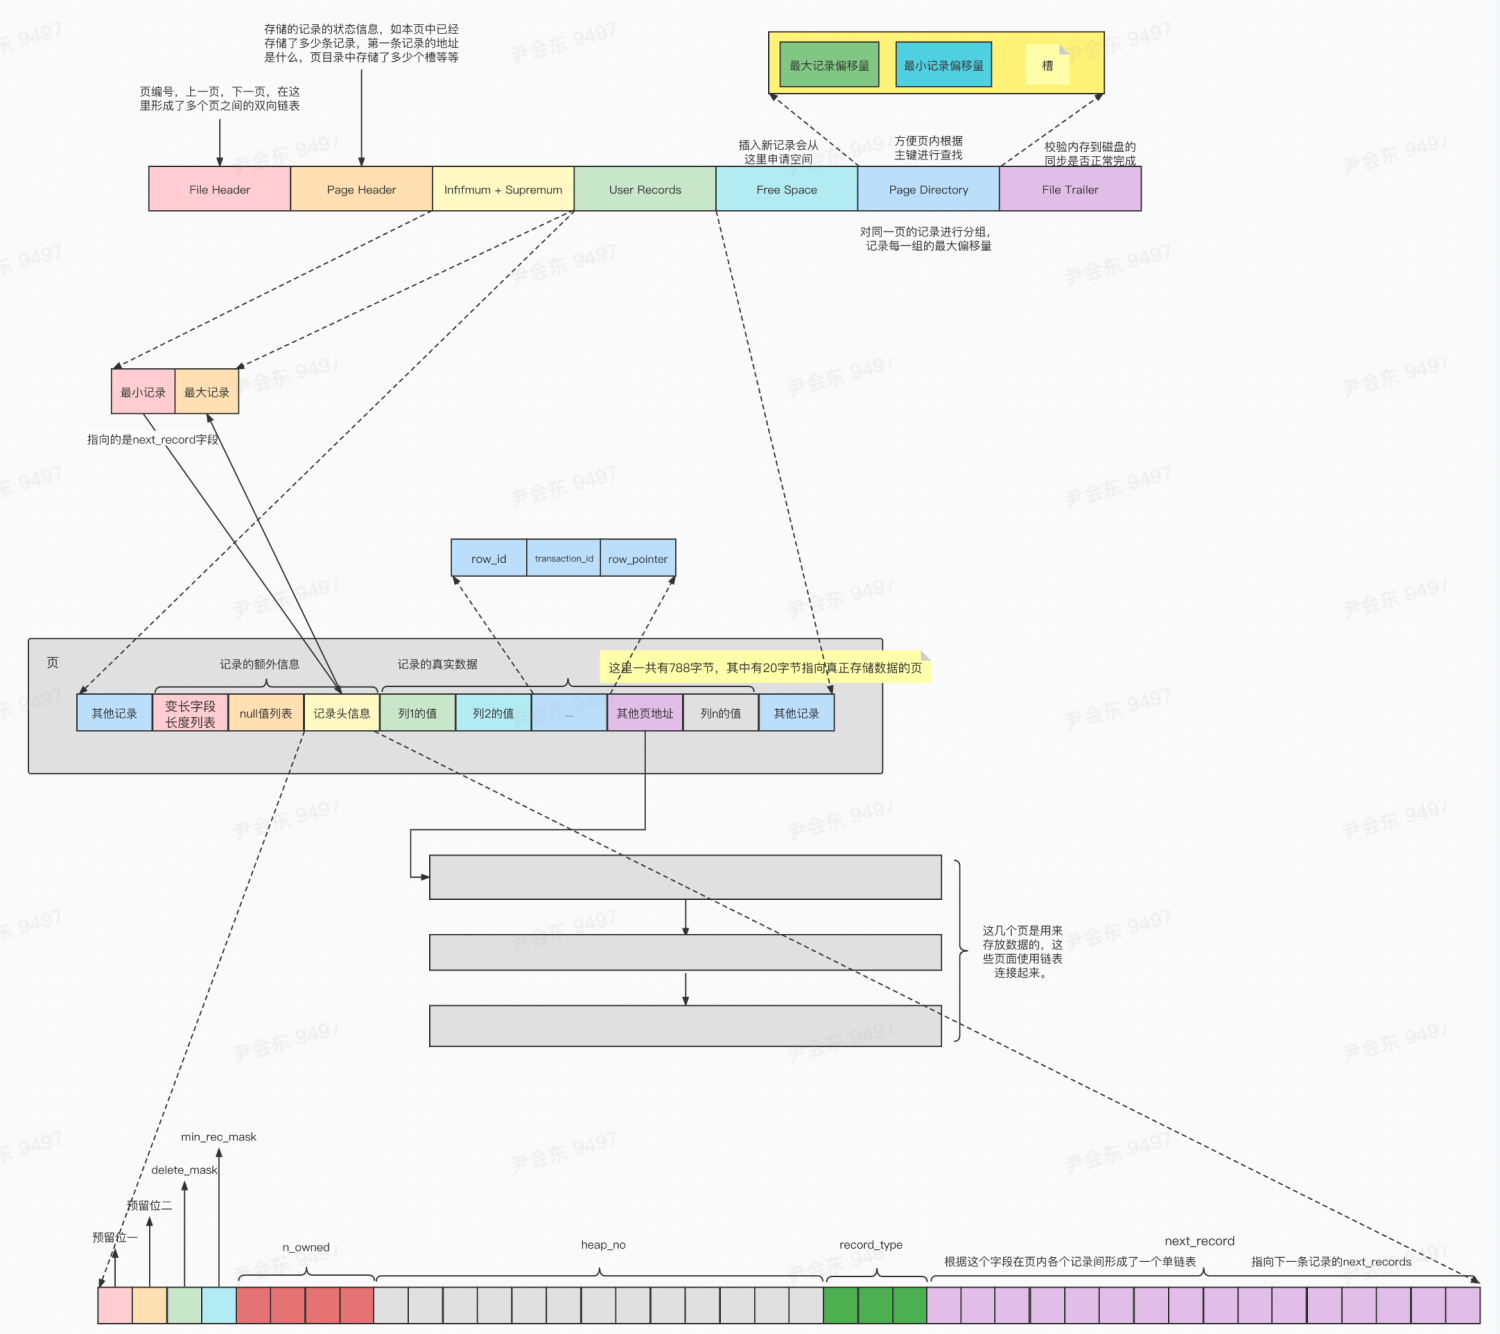 存储的记录的状态信息，如本页中已经
存储了多少条记录，第一条记录的地址
是什么，页目录中存储了多少个槽等等
页编号，上一页，下一页，在这
里形成了多个页之间的双向链表
最大记录偏移量
最小记录偏移量
槽
插入新记录会从
这里申请空间
方便页内根据
主键进行查找
校验内存到磁盘的
同步是否正常完成
File Header
Page Header
Infifmum + Supremum
User Records
Free Space
Page Directory
File Trailer
对同一页的记录进行分组，
记录每一组的最大偏移量
最小记录
最大记录
指向的是next_record字段
row_id
transaction_id
row_pointer
页
记录的额外信息
记录的真实数据
这里一共有788字节，其中有20字节指向真正存储数据的页
其他记录
变长字段
长度列表
null值列表
记录头信息
列1的值
列2的值
....
其他页地址
列n的值
其他记录
这几个页是用来
存放数据的，这
些页面使用链表
连接起来。
min_rec_mask
delete_mask
预留位二
预留位一
n_owned
heap_no
record_type
next_record
根据这个字段在页内各个记录间形成了一个单链表
指向下一条记录的next_records
尹会东 9497